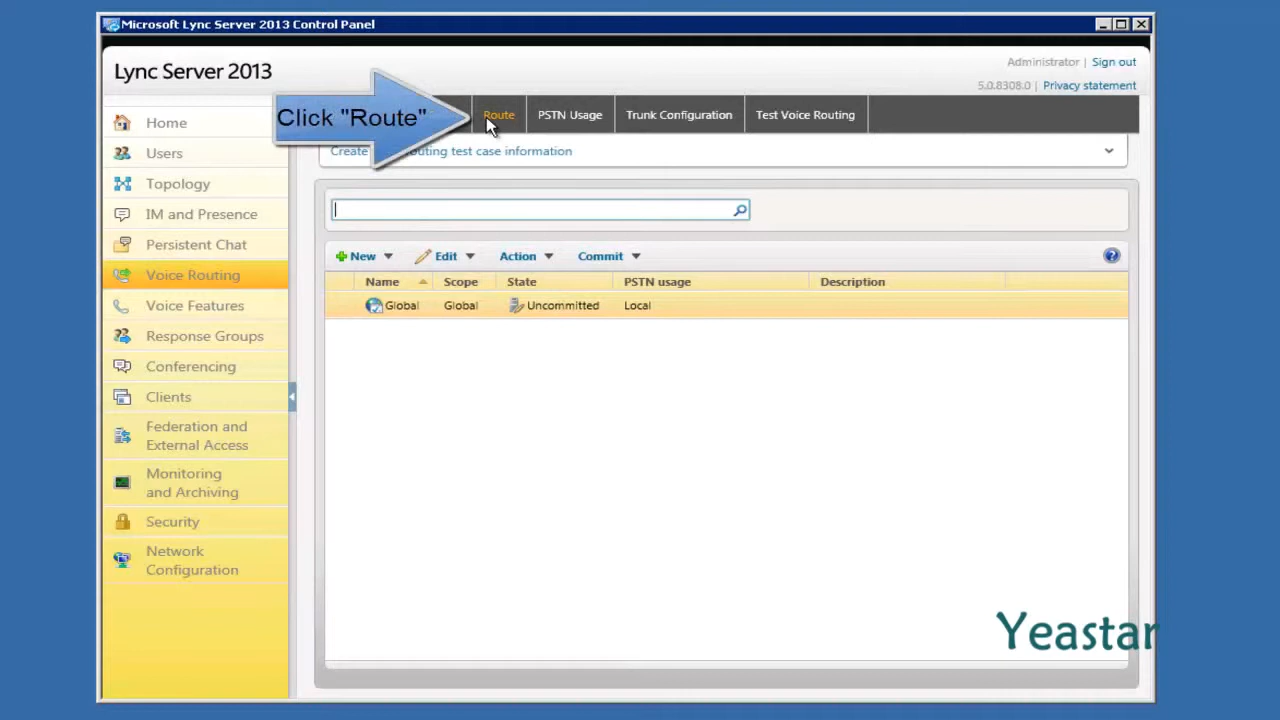 Microsoft Lync Server 2013 Control Panel
Lync Server 2013
Administrator | Sign out
5.0.8308.0 | Privacy statement
Click "Route"
Route
PSTN Usage
Trunk Configuration
Test Voice Routing
Home
Users
Topology
IM and Presence
Persistent Chat
Voice Routing
Voice Features
Response Groups
Conferencing
Clients
Federation and
External Access
Monitoring
and Archiving
Security
Network
Configuration
Create
uting test case information
New
Edit
Action
Commit
Name
Scope
State
PSTN usage
Description
Global
Global
Uncommitted
Local
Yeastar